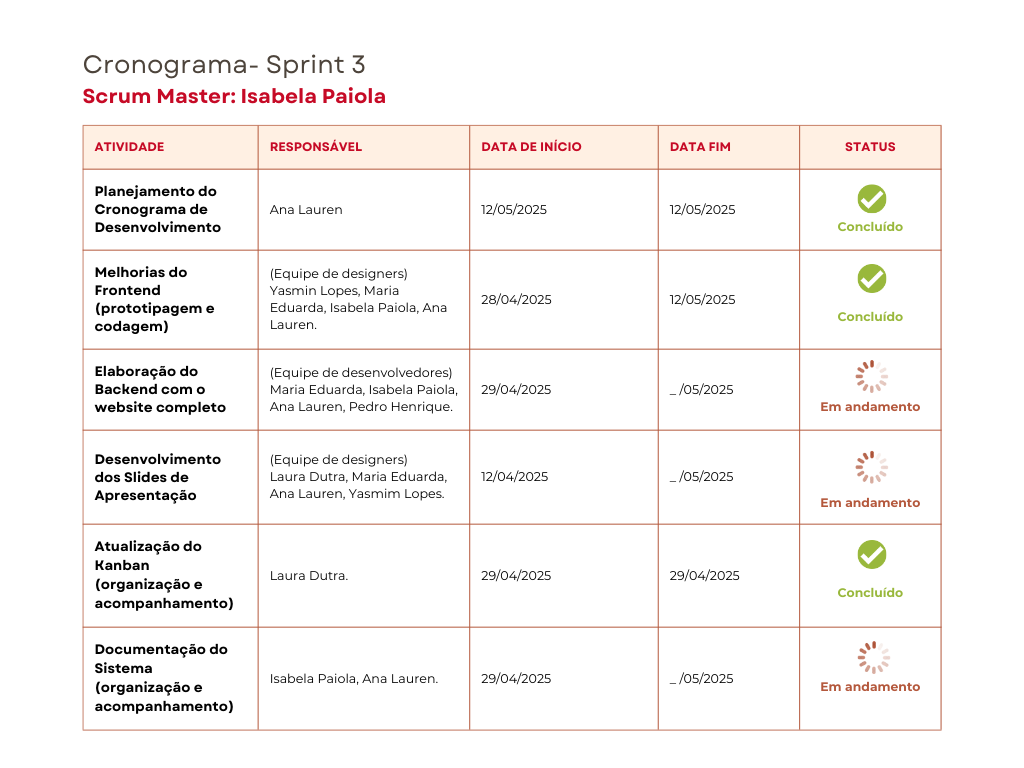 Cronograma- Sprint 3
Scrum Master: Isabela Paiola
ATIVIDADE
RESPONSÁVEL
DATA DE INÍCIO
DATA FIM
STATUS
Planejamento do
Cronograma de
Desenvolvimento
Ana Lauren
12/05/2025
12/05/2025
Concluído
Melhorias do
Frontend
(prototipagem e
codagem)
(Equipe de designers)
Yasmin Lopes, Maria
Eduarda, Isabela Paiola, Ana
Lauren.
28/04/2025
12/05/2025
Concluído
Elaboração do
Backend com o
website completo
(Equipe de desenvolvedores)
Maria Eduarda, Isabela Paiola,
Ana Lauren, Pedro Henrique.
29/04/2025
_ /05/2025
Em andamento
Desenvolvimento
dos Slides de
Apresentação
(Equipe de designers)
Laura Dutra, Maria Eduarda,
Ana Lauren, Yasmim Lopes.
12/04/2025
_ /05/2025
Em andamento
Atualização do
Kanban
(organização e
acompanhamento)
Laura Dutra.
29/04/2025
29/04/2025
Concluído
Documentação do
Sistema
(organização e
acompanhamento)
Isabela Paiola, Ana Lauren.
29/04/2025
_ /05/2025
Em andamento